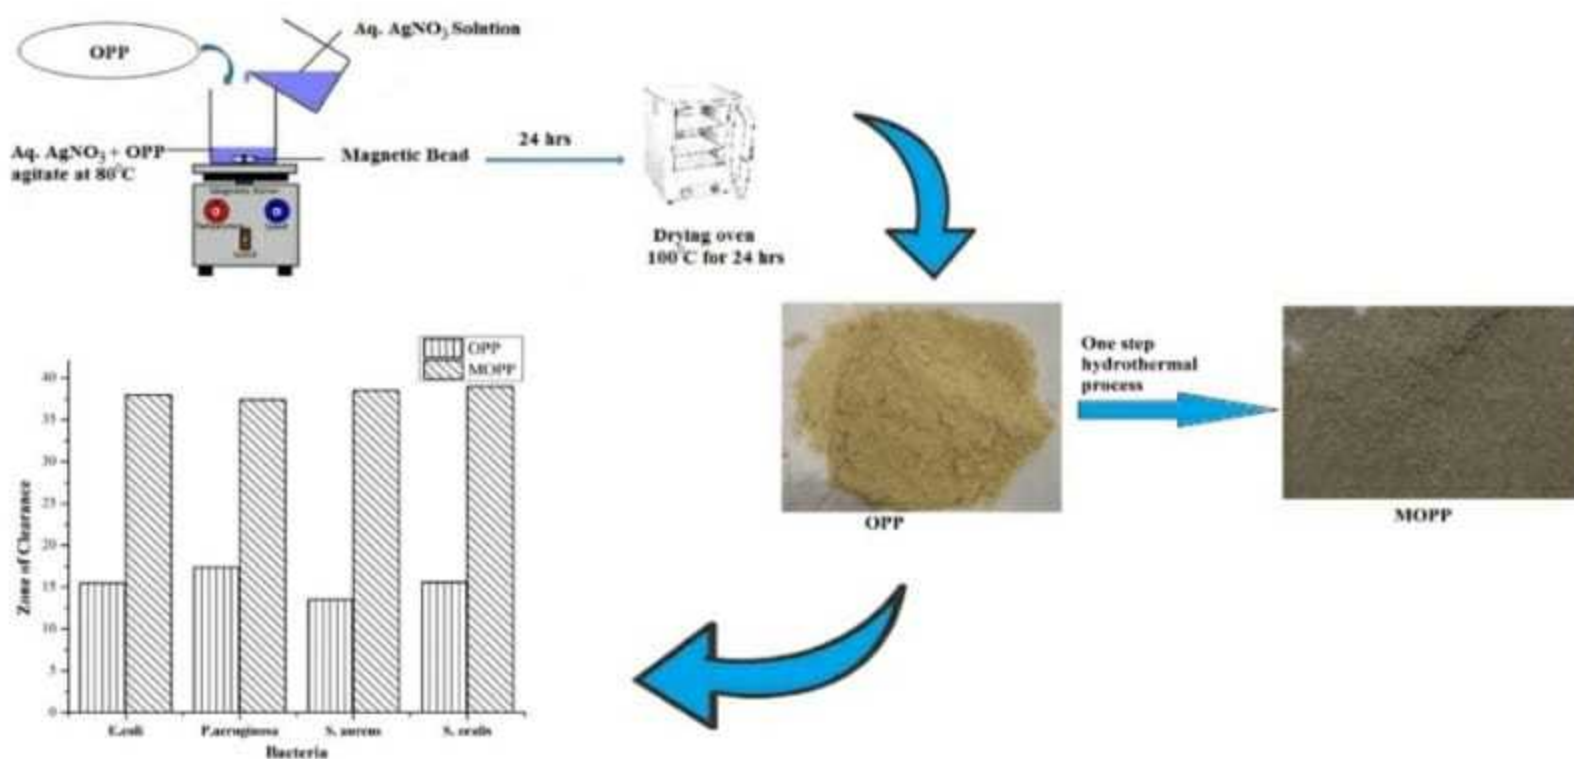 OPP
Aq. AgNO₃ Solution
Aq. AgNO₃ + OPP
agitate at 80°C
Magnetic Bead
24 hrs
Drying oven
100°C for 24 hrs
OPP
One step
hydrothermal
process
MOPP
OPP
MOPP
40
35
30
25
20
15
10
5
0
Zone of Clearance
E.coli
P.aeruginosa
S. aureus
S. oralis
Bacteria